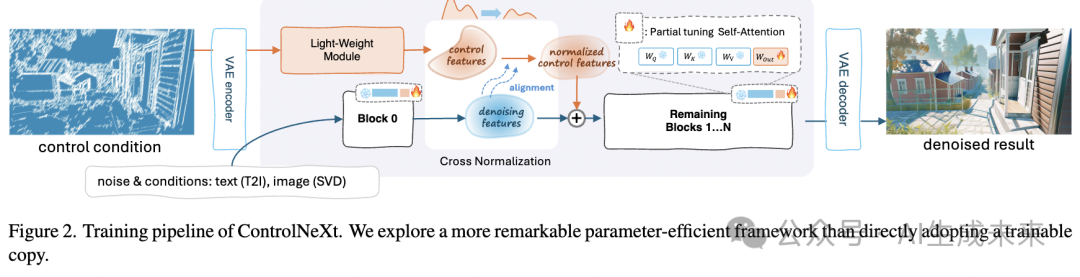 : Partial tuning Self-Attention
W_Q W_K W_V W_Out
VAE encoder
Light-Weight
Module
control
features
normalized
control features
alignment
denoising
features
Block 0
Cross Normalization
Remaining
Blocks 1...N
VAE decoder
control condition
denoised result
noise & conditions: text (T2I), image (SVD)
Figure 2. Training pipeline of ControlNeXt. We explore a more remarkable parameter-efficient framework than directly adopting a trainable
copy.
公众号 AI生成未来